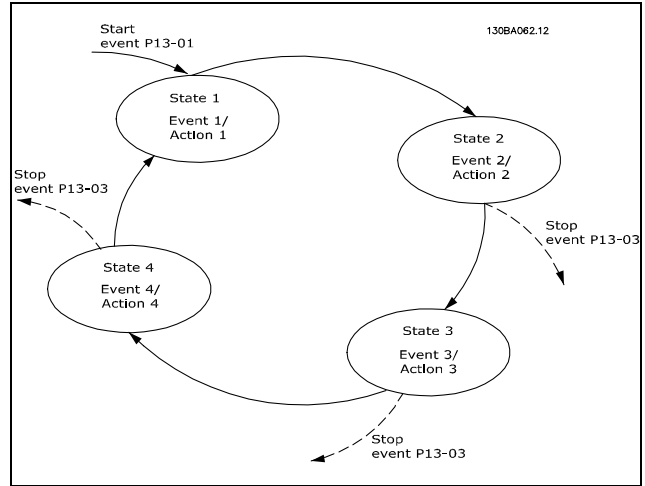 Start
event P13-01
130BA062.12
State 1
Event 1/
Action 1
State 2
Event 2/
Action 2
Stop
event P13-03
Stop
event P13-03
State 4
Event 4/
Action 4
State 3
Event 3/
Action 3
Stop
event P13-03